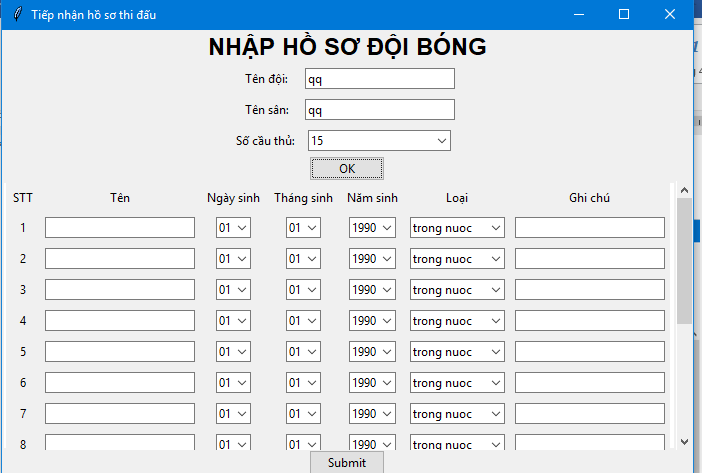 Tiếp nhận hồ sơ thi đấu
NHẬP HỒ SƠ ĐỘI BÓNG
Tên đội: qq
Tên sân: qq
Số cầu thủ: 15
OK
STT Tên Ngày sinh Tháng sinh Năm sinh Loại Ghi chú
1 01 01 1990 trong nuoc
2 01 01 1990 trong nuoc
3 01 01 1990 trong nuoc
4 01 01 1990 trong nuoc
5 01 01 1990 trong nuoc
6 01 01 1990 trong nuoc
7 01 01 1990 trong nuoc
8 01 01 1990 trong nuoc
Submit